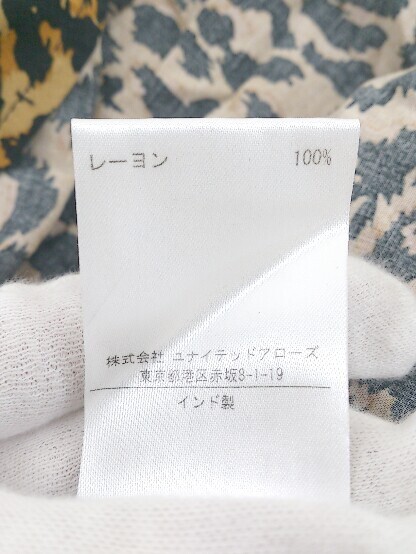 レーヨン 100%
株式会社 ユナイテッドアローズ
東京都港区赤坂8-1-19
インド製